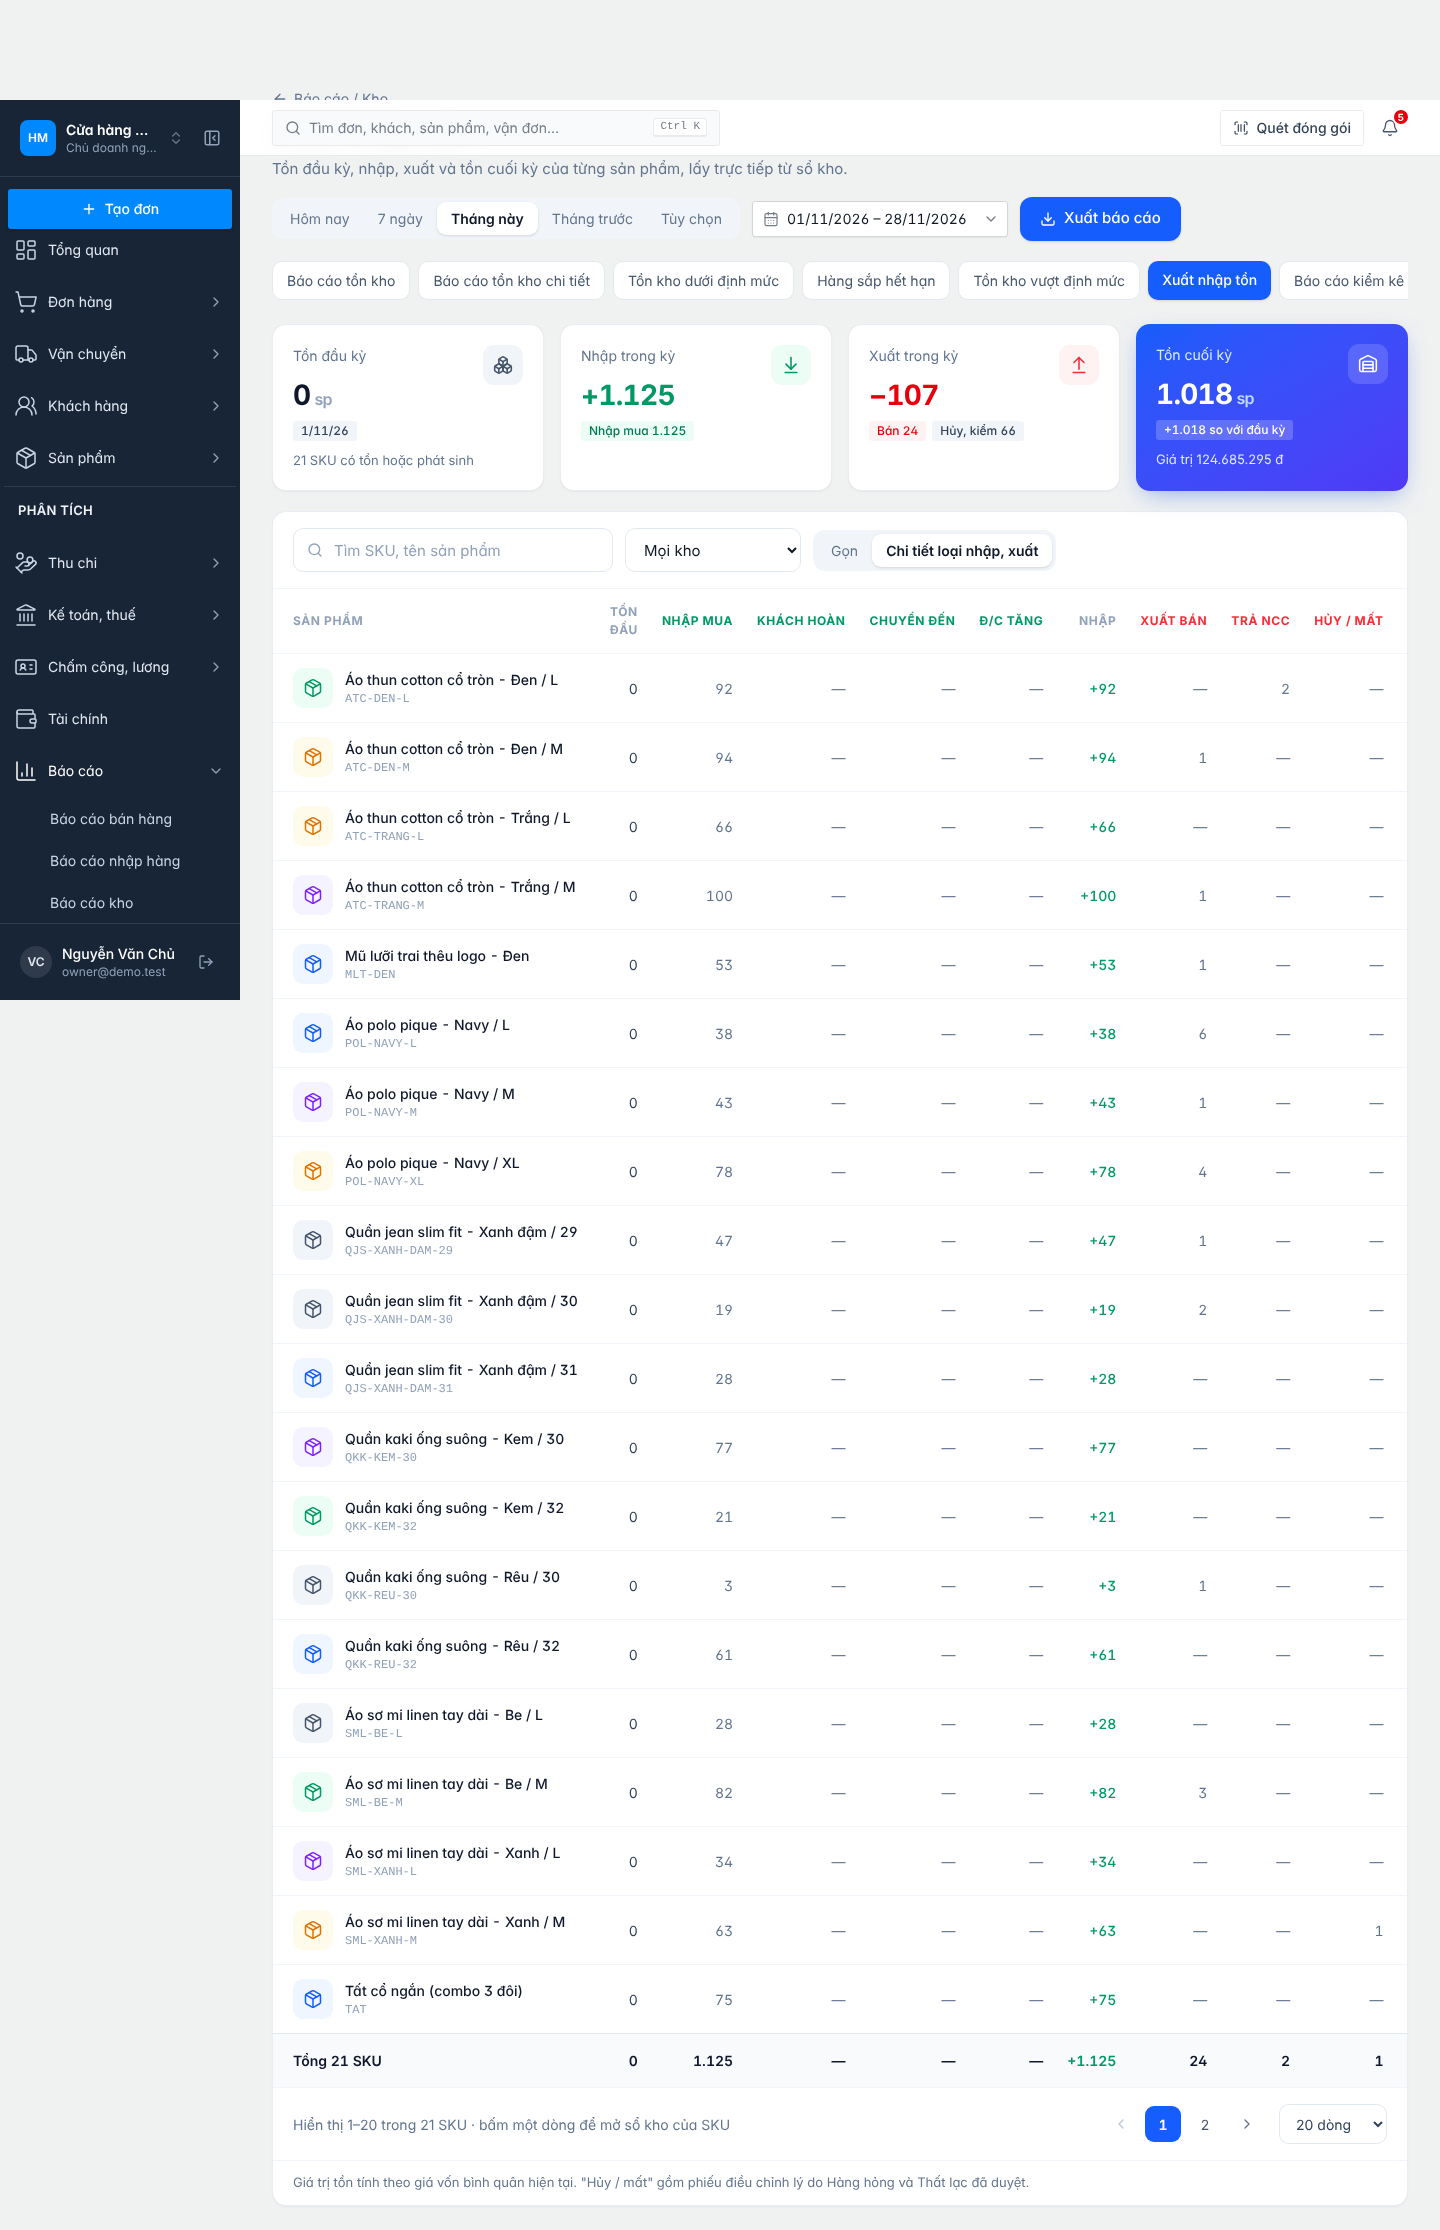 Báo cáo / Kho
HM
Cửa hàng ...
Chủ doanh ng...
Tìm đơn, khách, sản phẩm, vận đơn...
Ctrl K
Quét đóng gói
5
Tạo đơn
Tổng quan
Đơn hàng
Vận chuyển
Khách hàng
Sản phẩm
PHÂN TÍCH
Thu chi
Kế toán, thuế
Chấm công, lương
Tài chính
Báo cáo
Báo cáo bán hàng
Báo cáo nhập hàng
Báo cáo kho
VC
Nguyễn Văn Chủ
owner@demo.test
Tồn đầu kỳ, nhập, xuất và tồn cuối kỳ của từng sản phẩm, lấy trực tiếp từ sổ kho.
Hôm nay 7 ngày Tháng này Tháng trước Tùy chọn 01/11/2026 – 28/11/2026 Xuất báo cáo
Báo cáo tồn kho Báo cáo tồn kho chi tiết Tồn kho dưới định mức Hàng sắp hết hạn Tồn kho vượt định mức Xuất nhập tồn Báo cáo kiểm kê
Tồn đầu kỳ
0 sp
1/11/26
21 SKU có tồn hoặc phát sinh
Nhập trong kỳ
+1.125
Nhập mua 1.125
Xuất trong kỳ
−107
Bán 24 Hủy, kiểm 66
Tồn cuối kỳ
1.018 sp
+1.018 so với đầu kỳ
Giá trị 124.685.295 đ
Tìm SKU, tên sản phẩm Mọi kho Gọn Chi tiết loại nhập, xuất
SẢN PHẨM TỒN ĐẦU NHẬP MUA KHÁCH HOÀN CHUYỂN ĐẾN Đ/C TĂNG NHẬP XUẤT BÁN TRẢ NCC HỦY / MẤT
Áo thun cotton cổ tròn - Đen / L 0 92 — — — +92 — 2 —
ATC-DEN-L
Áo thun cotton cổ tròn - Đen / M 0 94 — — — +94 1 — —
ATC-DEN-M
Áo thun cotton cổ tròn - Trắng / L 0 66 — — — +66 — — —
ATC-TRANG-L
Áo thun cotton cổ tròn - Trắng / M 0 100 — — — +100 1 — —
ATC-TRANG-M
Mũ lưỡi trai thêu logo - Đen 0 53 — — — +53 1 — —
MLT-DEN
Áo polo pique - Navy / L 0 38 — — — +38 6 — —
POL-NAVY-L
Áo polo pique - Navy / M 0 43 — — — +43 1 — —
POL-NAVY-M
Áo polo pique - Navy / XL 0 78 — — — +78 4 — —
POL-NAVY-XL
Quần jean slim fit - Xanh đậm / 29 0 47 — — — +47 1 — —
QJS-XANH-DAM-29
Quần jean slim fit - Xanh đậm / 30 0 19 — — — +19 2 — —
QJS-XANH-DAM-30
Quần jean slim fit - Xanh đậm / 31 0 28 — — — +28 — — —
QJS-XANH-DAM-31
Quần kaki ống suông - Kem / 30 0 77 — — — +77 — — —
QKK-KEM-30
Quần kaki ống suông - Kem / 32 0 21 — — — +21 — — —
QKK-KEM-32
Quần kaki ống suông - Rêu / 30 0 3 — — — +3 1 — —
QKK-REU-30
Quần kaki ống suông - Rêu / 32 0 61 — — — +61 — — —
QKK-REU-32
Áo sơ mi linen tay dài - Be / L 0 28 — — — +28 — — —
SML-BE-L
Áo sơ mi linen tay dài - Be / M 0 82 — — — +82 3 — —
SML-BE-M
Áo sơ mi linen tay dài - Xanh / L 0 34 — — — +34 — — —
SML-XANH-L
Áo sơ mi linen tay dài - Xanh / M 0 63 — — — +63 — — 1
SML-XANH-M
Tất cổ ngắn (combo 3 đôi) 0 75 — — — +75 — — —
TAT
Tổng 21 SKU 0 1.125 — — — +1.125 24 2 1
Hiển thị 1–20 trong 21 SKU · bấm một dòng để mở sổ kho của SKU 1 2 20 dòng
Giá trị tồn tính theo giá vốn bình quân hiện tại. "Hủy / mất" gồm phiếu điều chỉnh lý do Hàng hỏng và Thất lạc đã duyệt.